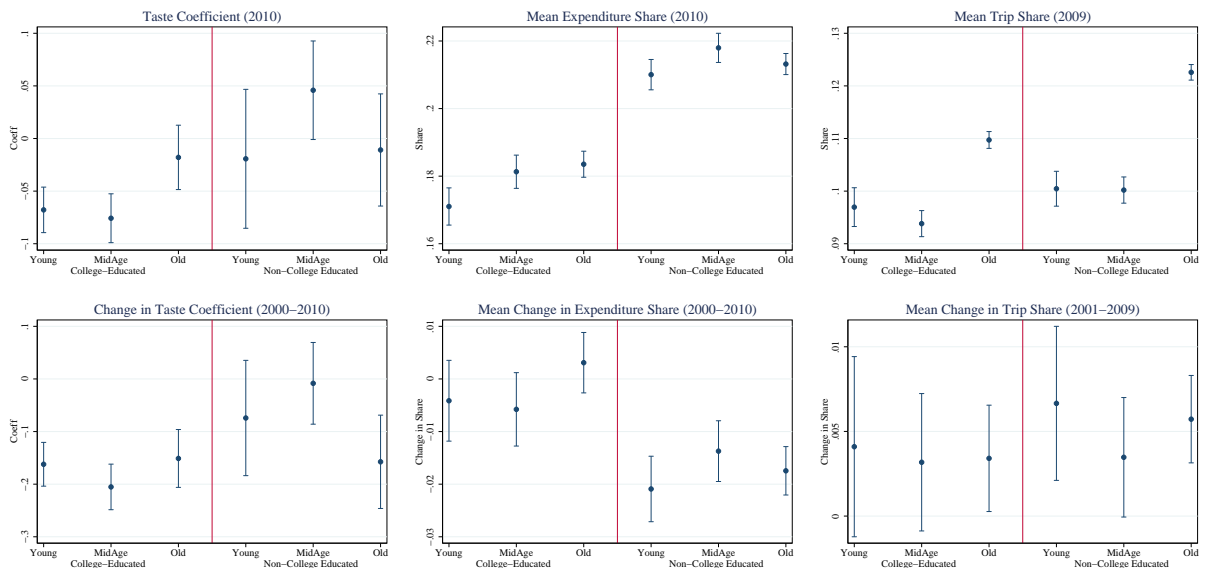 Taste Coefficient (2010)
Coeff
.1
.05
0
-.05
-.1
Young MidAge Old Young MidAge Old
College-Educated Non-College Educated
Mean Expenditure Share (2010)
Share
.22
.2
.18
.16
Young MidAge Old Young MidAge Old
College-Educated Non-College Educated
Mean Trip Share (2009)
Share
.13
.12
.11
.1
.09
Young MidAge Old Young MidAge Old
College-Educated Non-College Educated
Change in Taste Coefficient (2000-2010)
Coeff
.1
0
-.1
-.2
-.3
Young MidAge Old Young MidAge Old
College-Educated Non-College Educated
Mean Change in Expenditure Share (2000-2010)
Change in Share
.01
0
-.01
-.02
-.03
Young MidAge Old Young MidAge Old
College-Educated Non-College Educated
Mean Change in Trip Share (2001-2009)
Change in Share
.01
.005
0
Young MidAge Old Young MidAge Old
College-Educated Non-College Educated